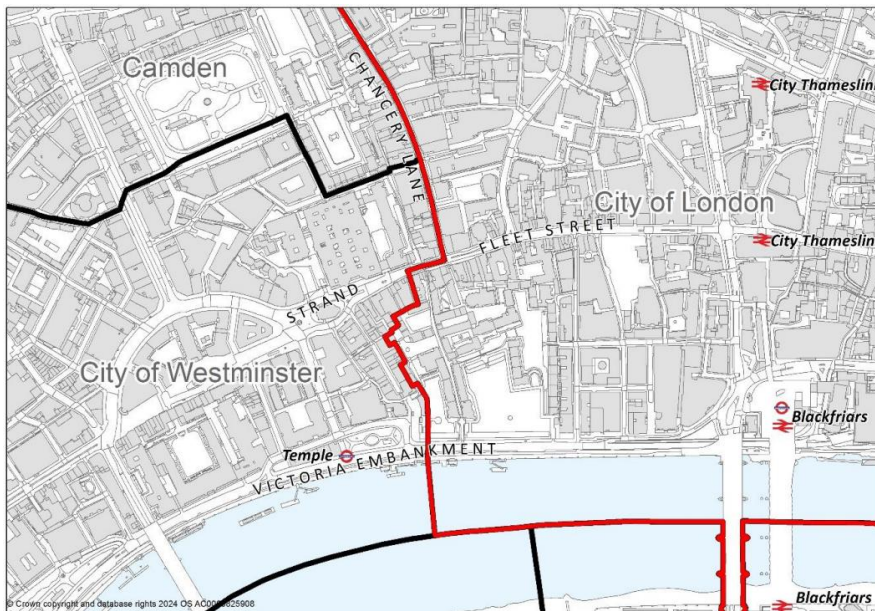 Camden
CHANCERY LANE
City Thameslin
City of London
FLEET STREET
City Thameslin
STRAND
City of Westminster
Blackfriars
Temple
VICTORIA EMBANKMENT
Blackfriars
© Crown copyright and database rights 2024 OS